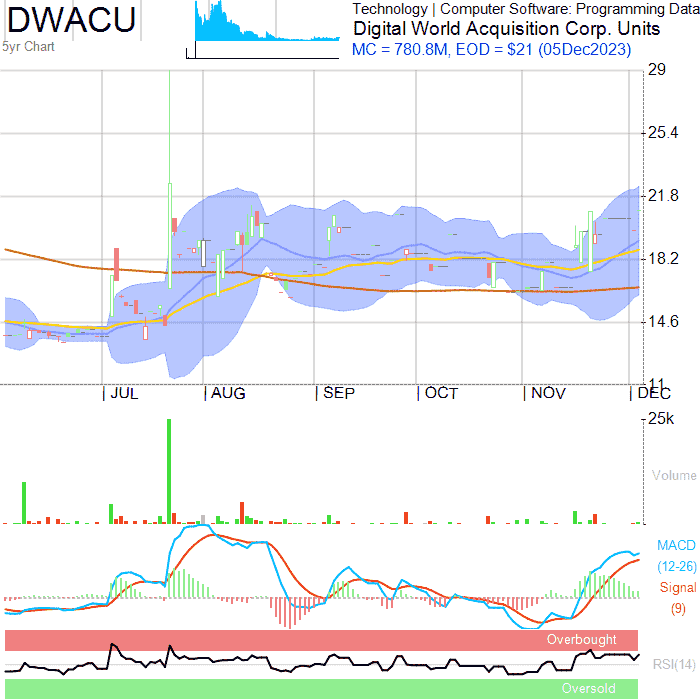 DWACU
5yr Chart
Technology | Computer Software: Programming Data
Digital World Acquisition Corp. Units
MC = 780.8M, EOD = $21 (05Dec2023)
29
25.4
21.8
18.2
14.6
11
JUL AUG SEP OCT NOV DEC
25k
Volume
MACD
(12-26)
Signal
(9)
Overbought
RSI(14)
Oversold